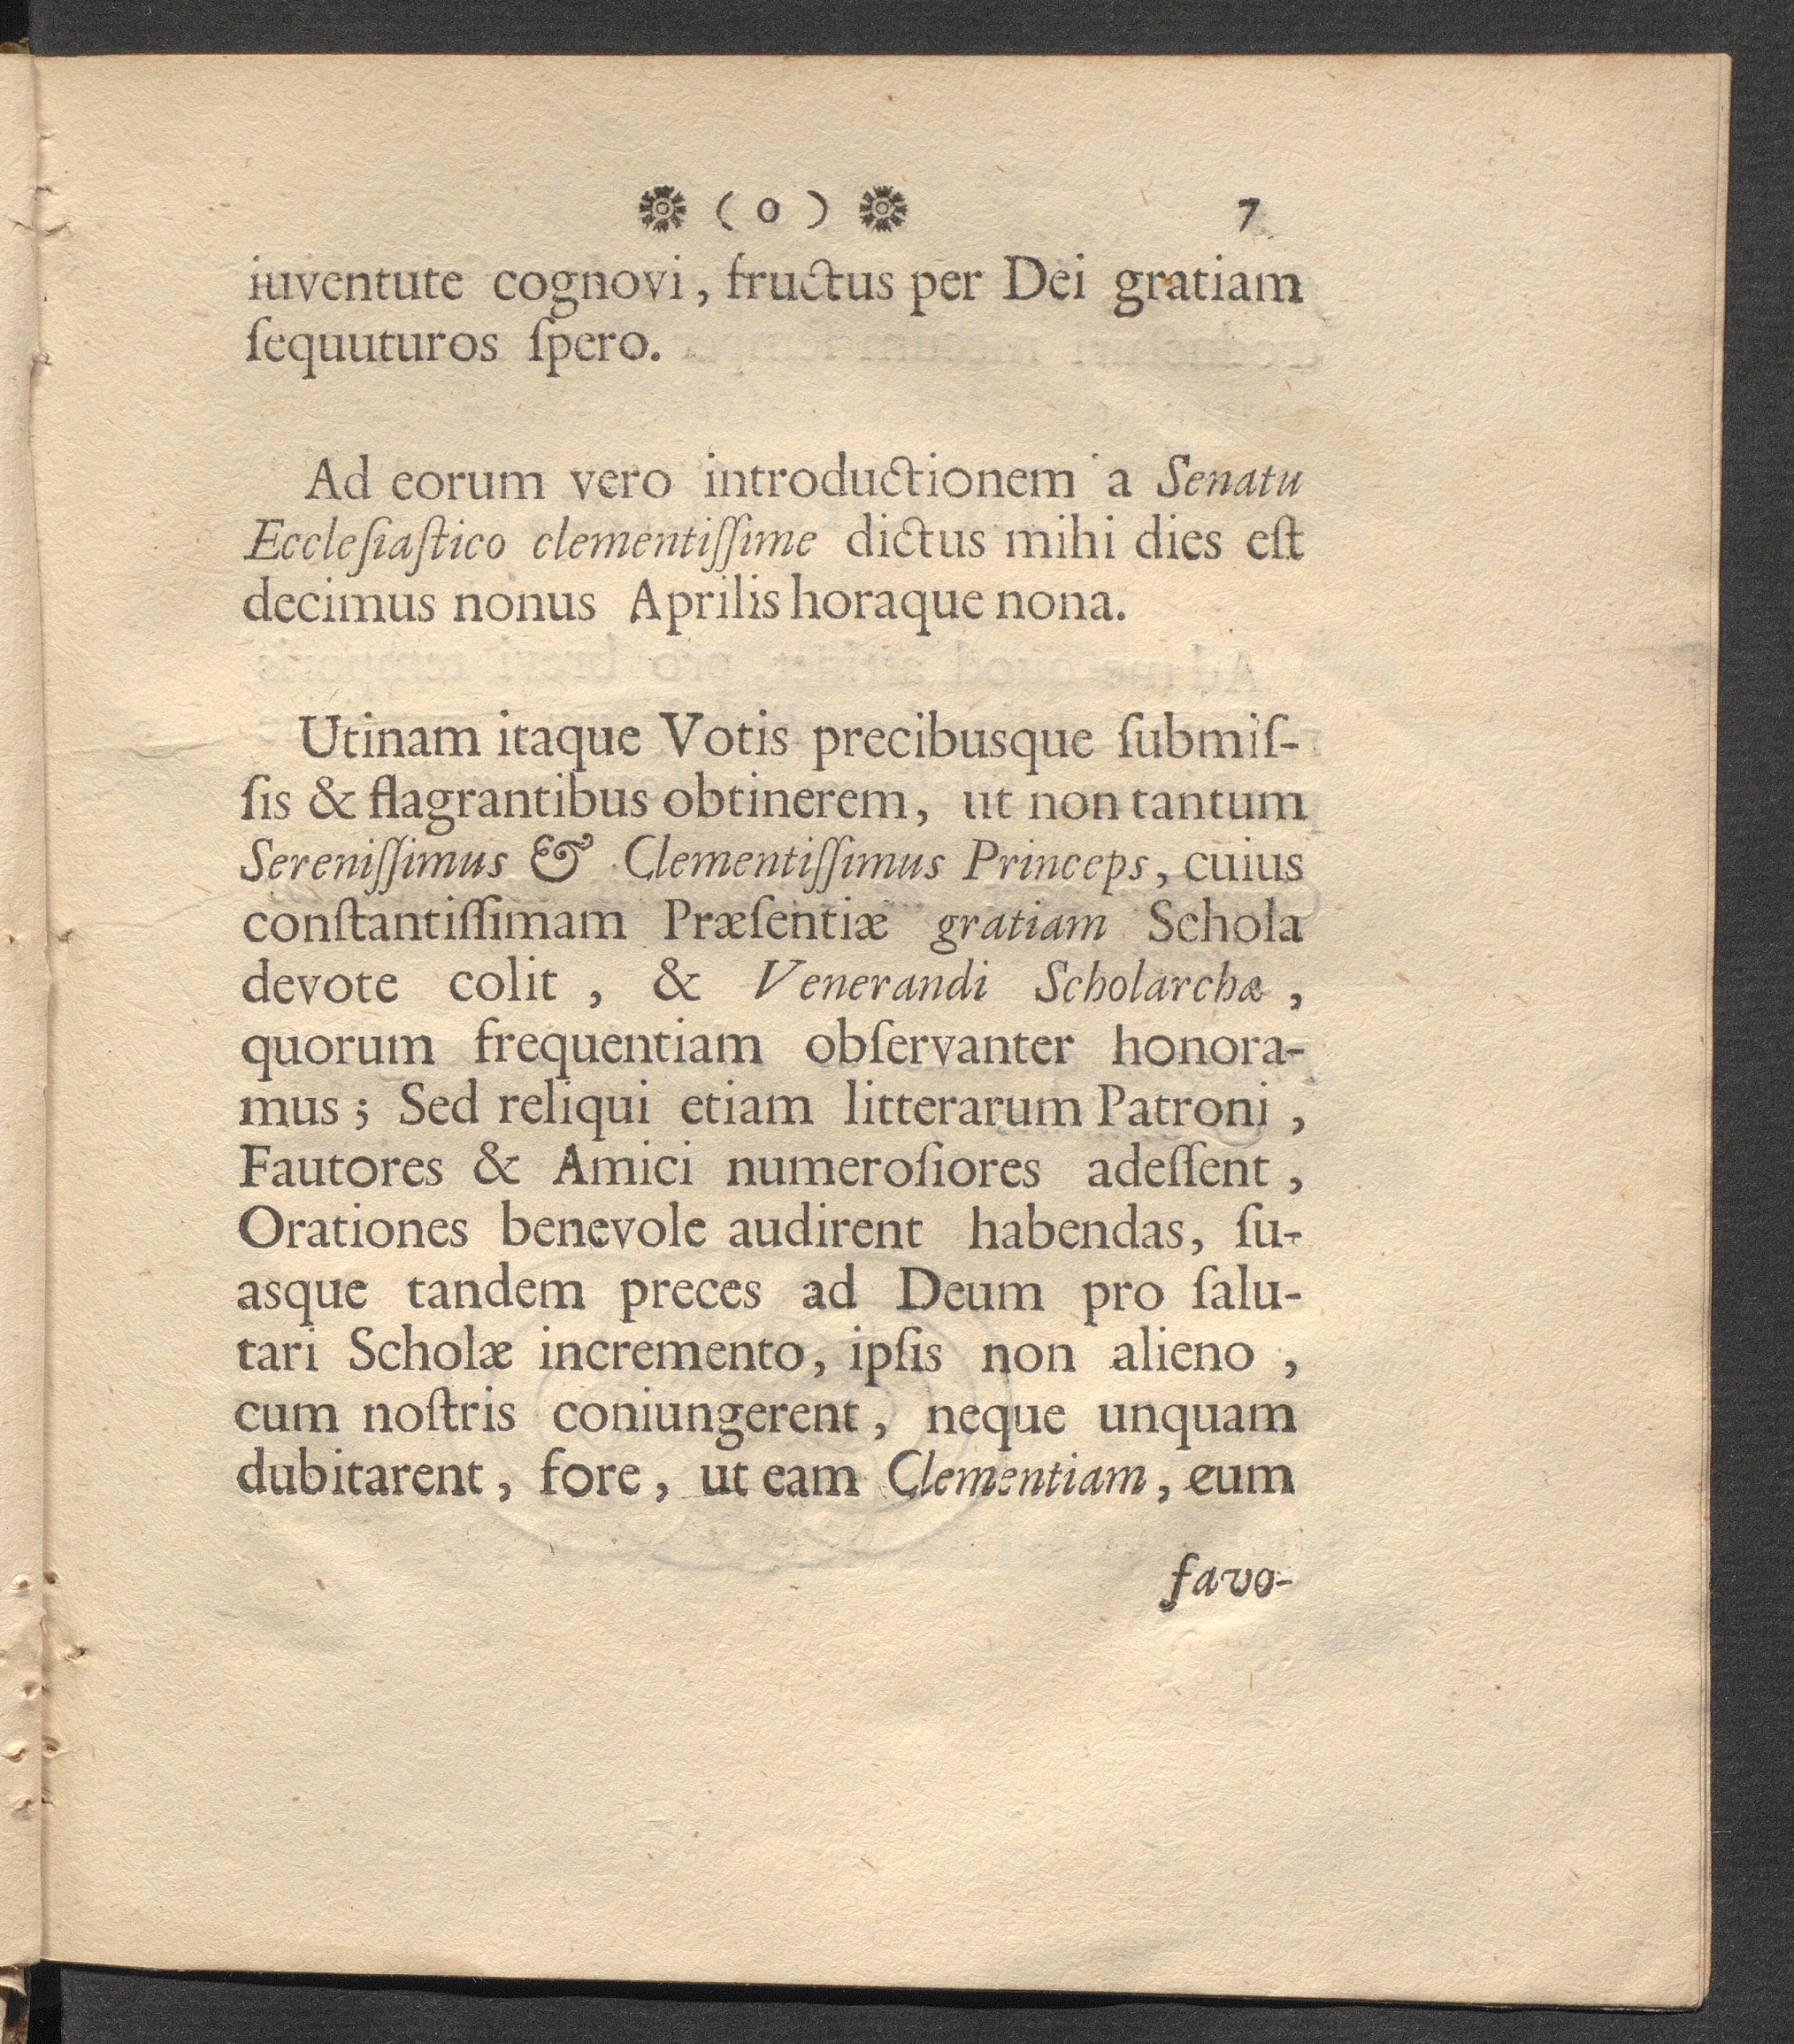 ❁ ( 0 ) ❁ 7
iuventute cognovi, fructus per Dei gratiam
ſequuturos ſpero.
Ad eorum vero introductionem a Senatu
Eccleſiaſtico clementiſſime dictus mihi dies eſt
decimus nonus Aprilis horaque nona.
Utinam itaque Votis precibusque ſubmiſ-
ſis & flagrantibus obtinerem, ut non tantum
Sereniſſimus & Clementiſſimus Princeps, cuius
conſtantiſſimam Præſentiæ gratiam Schola
devote colit, & Venerandi Scholarchæ,
quorum frequentiam obſervanter honora-
mus; Sed reliqui etiam litterarum Patroni,
Fautores & Amici numeroſiores adeſſent,
Orationes benevole audirent habendas, ſu-
asque tandem preces ad Deum pro ſalu-
tari Scholæ incremento, ipſis non alieno,
cum noſtris coniungerent, neque unquam
dubitarent, fore, ut eam Clementiam, eum
favo-